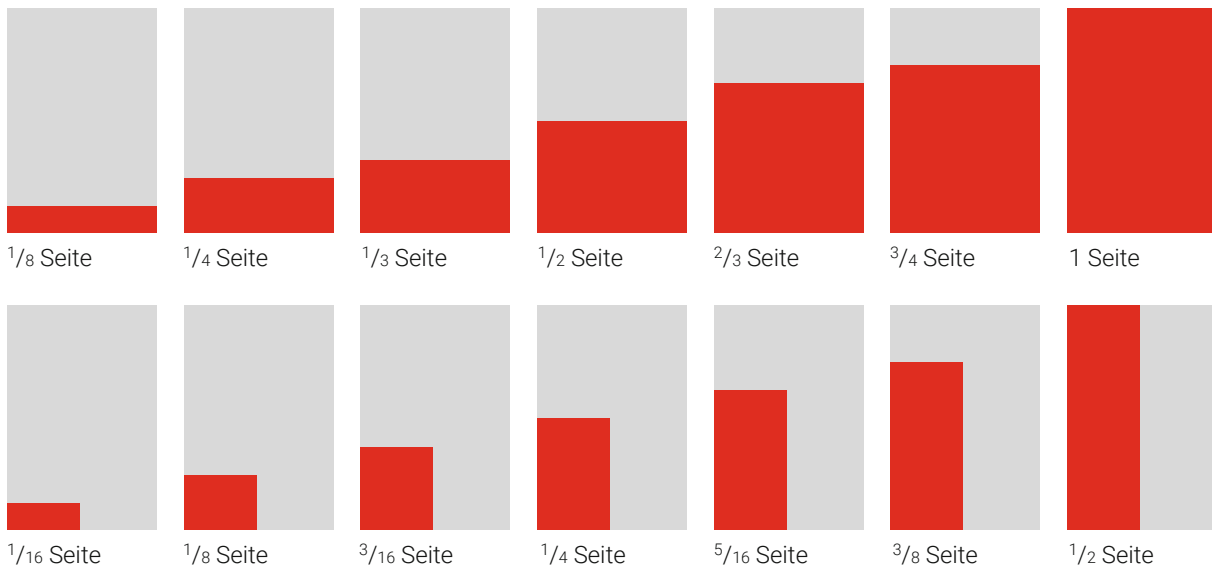 1/8 Seite
1/4 Seite
1/3 Seite
1/2 Seite
2/3 Seite
3/4 Seite
1 Seite
1/16 Seite
1/8 Seite
3/16 Seite
1/4 Seite
5/16 Seite
3/8 Seite
1/2 Seite